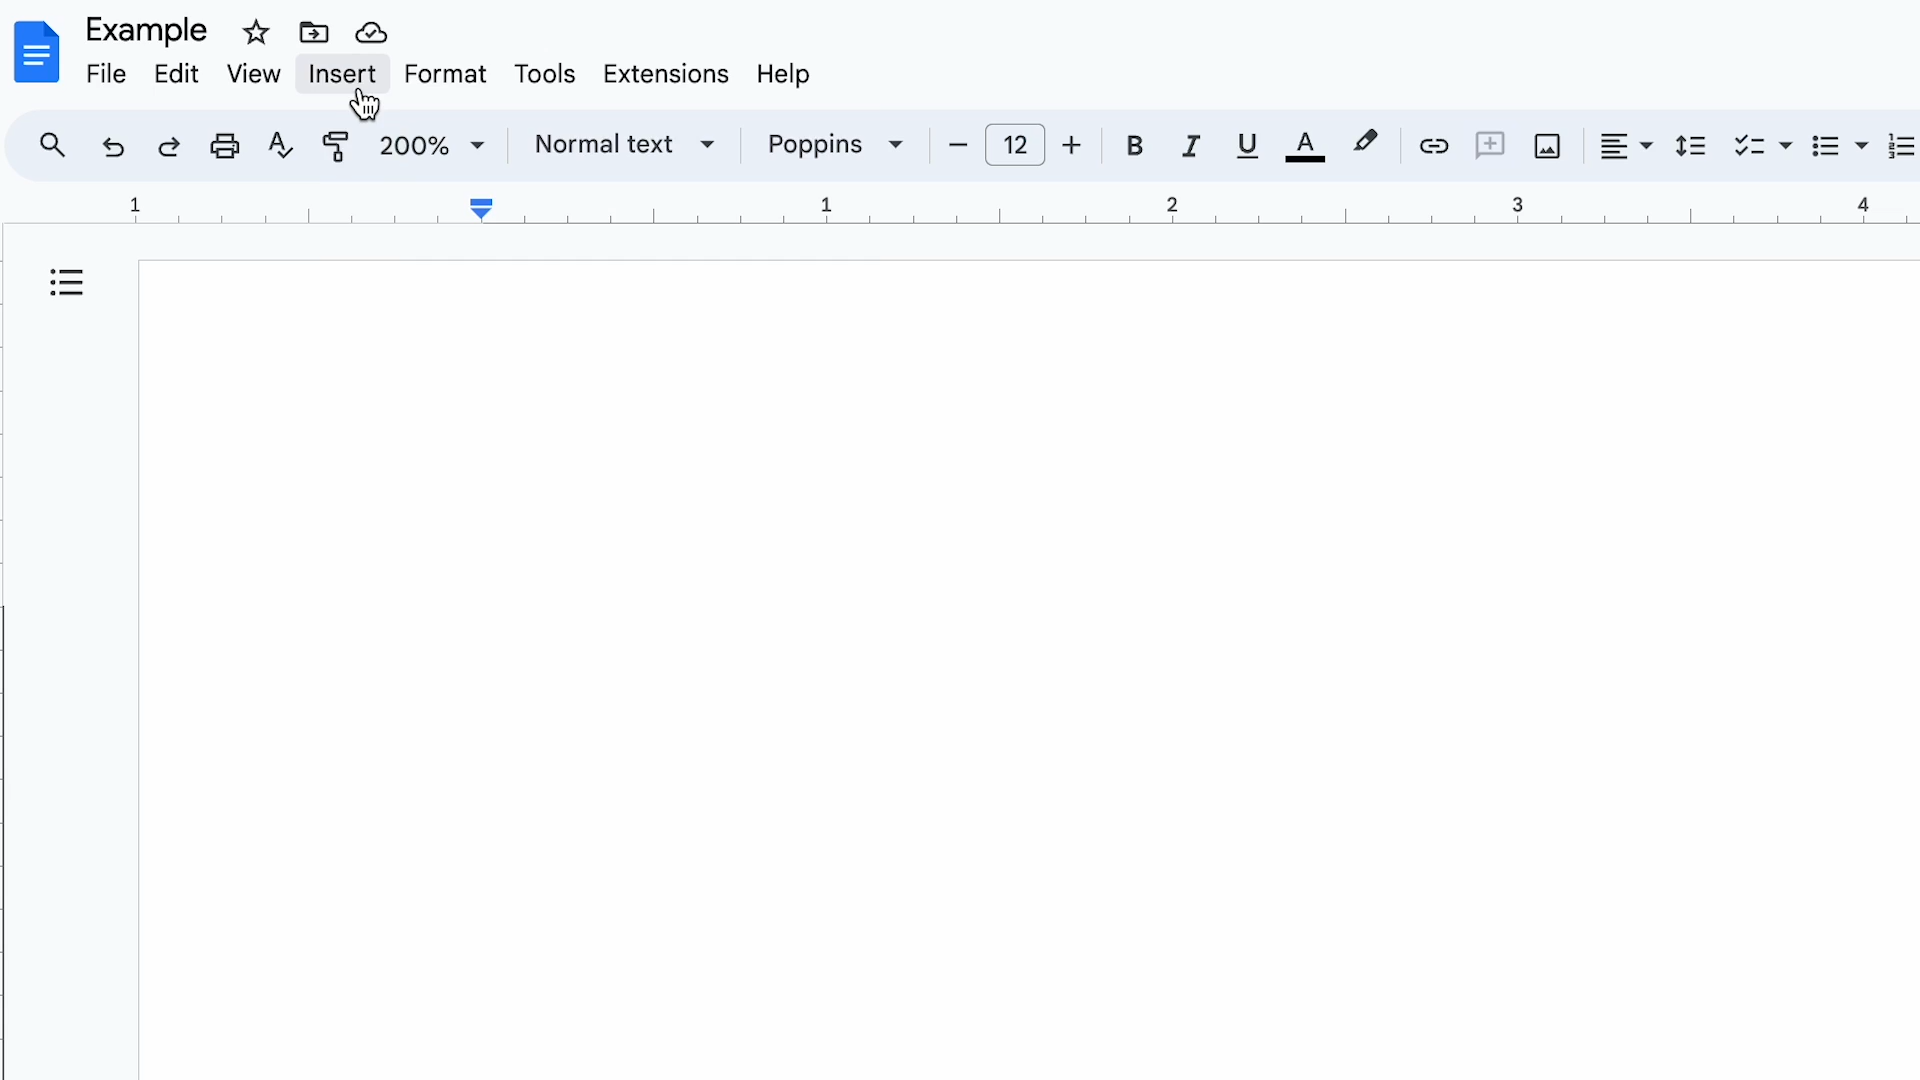 Example
File Edit View Insert Format Tools Extensions Help
200% Normal text Poppins 12 B I U A
1 1 2 3 4